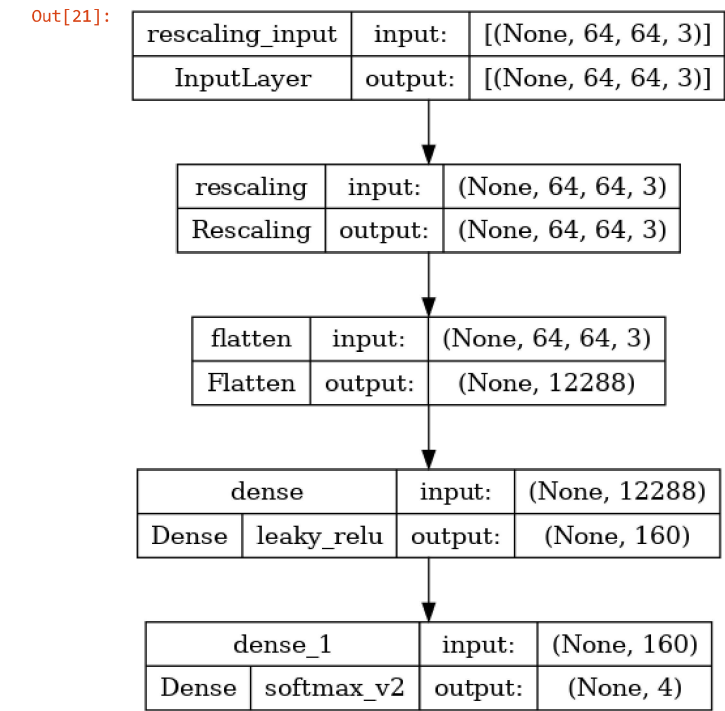 Out[21]:
rescaling_input input: [(None, 64, 64, 3)]
InputLayer output: [(None, 64, 64, 3)]
rescaling input: (None, 64, 64, 3)
Rescaling output: (None, 64, 64, 3)
flatten input: (None, 64, 64, 3)
Flatten output: (None, 12288)
dense input: (None, 12288)
Dense leaky_relu output: (None, 160)
dense_1 input: (None, 160)
Dense softmax_v2 output: (None, 4)